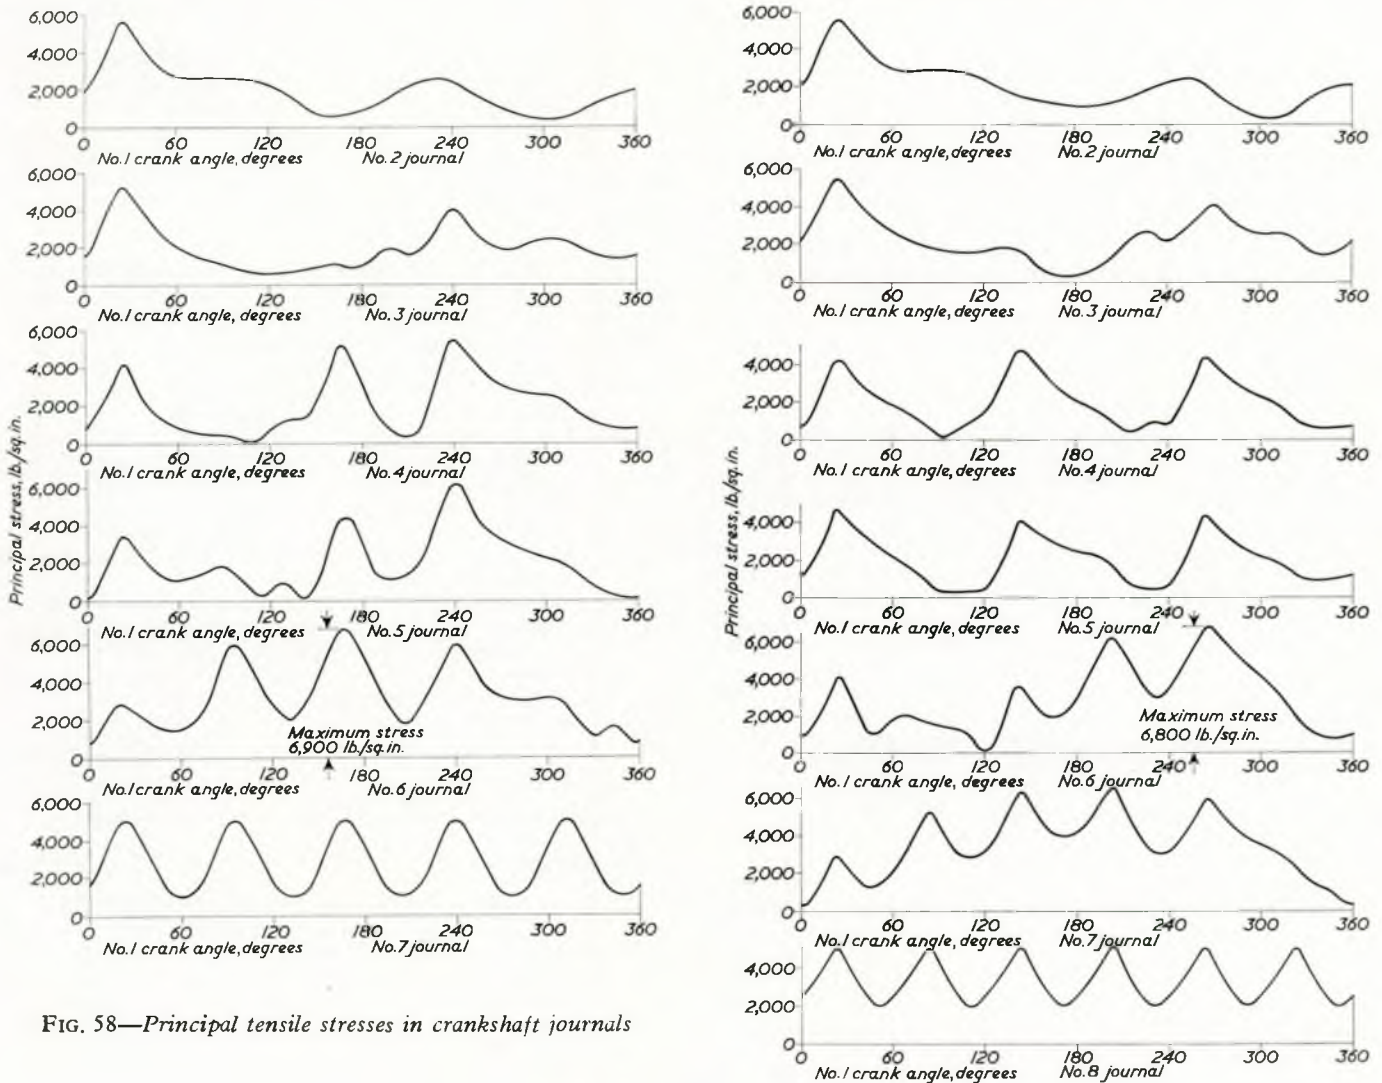 6,000
4,000
2,000
0
0 60 120 180 240 300 360
No.1 crank angle, degrees No.2 journal
6,000
4,000
2,000
0
0 60 120 180 240 300 360
No.1 crank angle, degrees No.3 journal
6,000
4,000
2,000
0
0 60 120 180 240 300 360
No.1 crank angle, degrees No.4 journal
Principal stress, lb./sq.in.
6,000
4,000
2,000
0
0 60 120 180 240 300 360
No.1 crank angle, degrees No.5 journal
6,000
4,000
2,000
0
Maximum stress
6,900 lb./sq.in.
0 60 120 180 240 300 360
No.1 crank angle, degrees No.6 journal
6,000
4,000
2,000
0
0 60 120 180 240 300 360
No.1 crank angle, degrees No.7 journal
FIG. 58—Principal tensile stresses in crankshaft journals
6,000
4,000
2,000
0
0 60 120 180 240 300 360
No.1 crank angle, degrees No.2 journal
6,000
4,000
2,000
0
0 60 120 180 240 300 360
No.1 crank angle, degrees No.3 journal
4,000
2,000
0
0 60 120 180 240 300 360
No.1 crank angle, degrees No.4 journal
Principal stress, lb./sq.in.
4,000
2,000
0
0 60 120 180 240 300 360
No.1 crank angle, degrees No.5 journal
6,000
4,000
2,000
0
Maximum stress
6,800 lb./sq.in.
0 60 120 180 240 300 360
No.1 crank angle, degrees No.6 journal
6,000
4,000
2,000
0
0 60 120 180 240 300 360
No.1 crank angle, degrees No.7 journal
4,000
2,000
0
0 60 120 180 240 300 360
No.1 crank angle, degrees No.8 journal